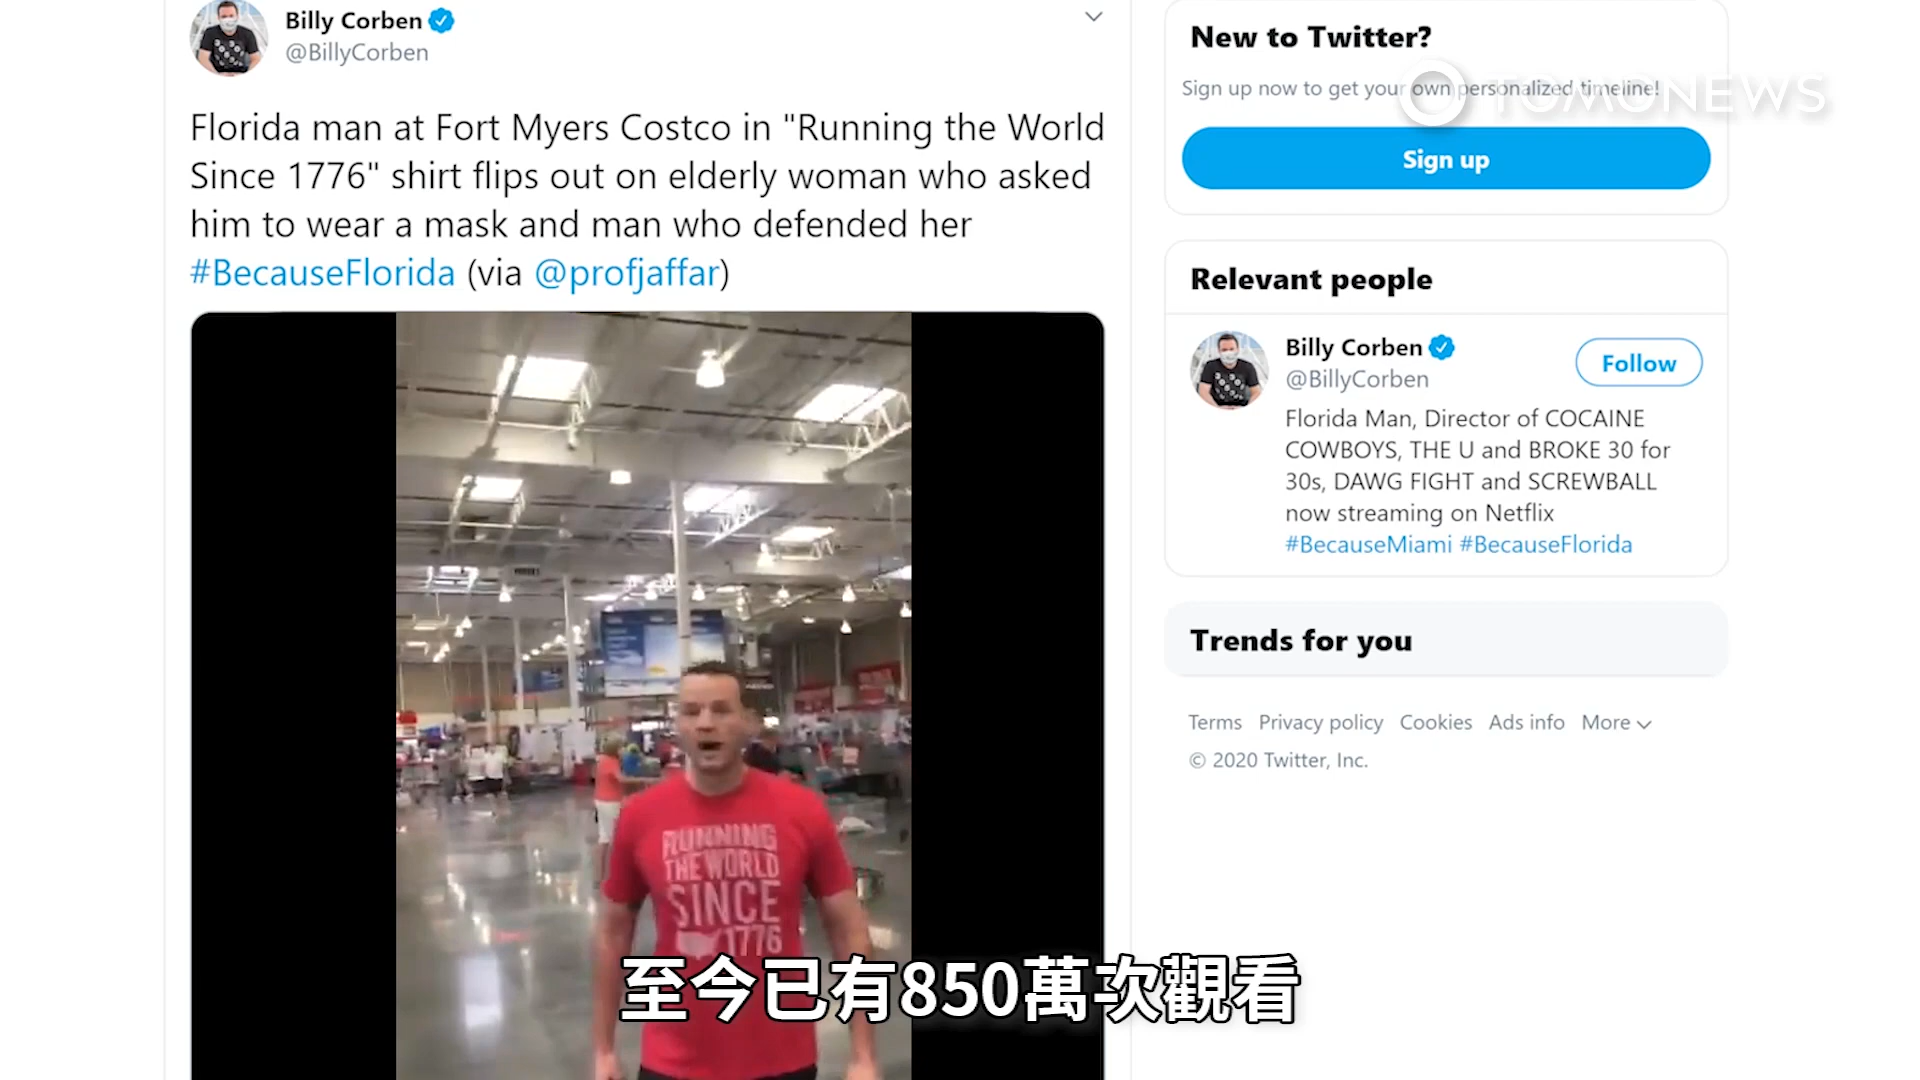 Billy Corben
@BillyCorben
Florida man at Fort Myers Costco in "Running the World
Since 1776" shirt flips out on elderly woman who asked
him to wear a mask and man who defended her
#BecauseFlorida (via @profjaffar)
RUNNING
THE WORLD
SINCE
1776
至今已有850萬次觀看
New to Twitter?
Sign up now to get your own personalized timeline!
TOMONEWS
Sign up
Relevant people
Billy Corben
@BillyCorben
Follow
Florida Man, Director of COCAINE
COWBOYS, THE U and BROKE 30 for
30s, DAWG FIGHT and SCREWBALL
now streaming on Netflix
#BecauseMiami #BecauseFlorida
Trends for you
Terms Privacy policy Cookies Ads info More
© 2020 Twitter, Inc.